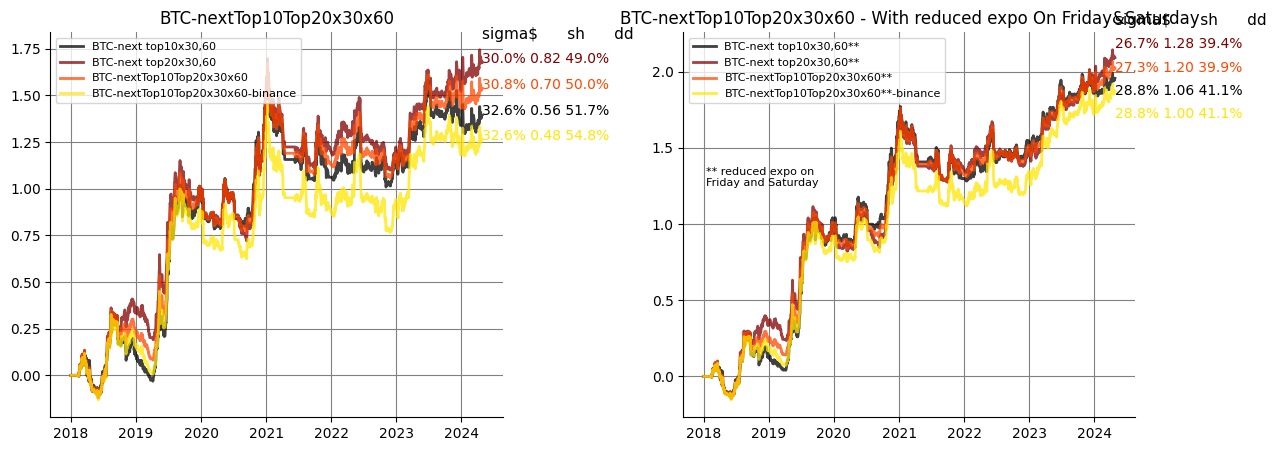 BTC-nextTop10Top20x30x60
sigma$ sh dd
BTC-next top10x30,60
BTC-next top20x30,60
BTC-nextTop10Top20x30x60
BTC-nextTop10Top20x30x60-binance
30.0% 0.82 49.0%
30.8% 0.70 50.0%
32.6% 0.56 51.7%
32.6% 0.48 54.8%
1.75
1.50
1.25
1.00
0.75
0.50
0.25
0.00
2018 2019 2020 2021 2022 2023 2024
BTC-nextTop10Top20x30x60 - With reduced expo On Friday&Saturday
sigma$ sh dd
BTC-next top10x30,60**
BTC-next top20x30,60**
BTC-nextTop10Top20x30x60**
BTC-nextTop10Top20x30x60**-binance
26.7% 1.28 39.4%
27.3% 1.20 39.9%
28.8% 1.06 41.1%
28.8% 1.00 41.1%
** reduced expo on
Friday and Saturday
2.0
1.5
1.0
0.5
0.0
2018 2019 2020 2021 2022 2023 2024